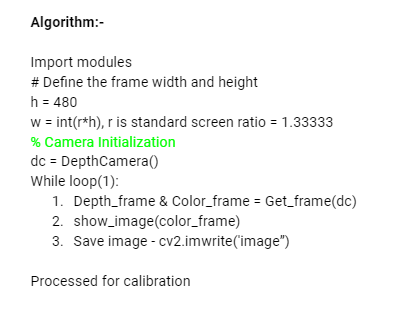 Algorithm:-
Import modules
# Define the frame width and height
h = 480
w = int(r*h), r is standard screen ratio = 1.33333
% Camera Initialization
dc = DepthCamera()
While loop(1):
1. Depth_frame & Color_frame = Get_frame(dc)
2. show_image(color_frame)
3. Save image - cv2.imwrite('image")
Processed for calibration